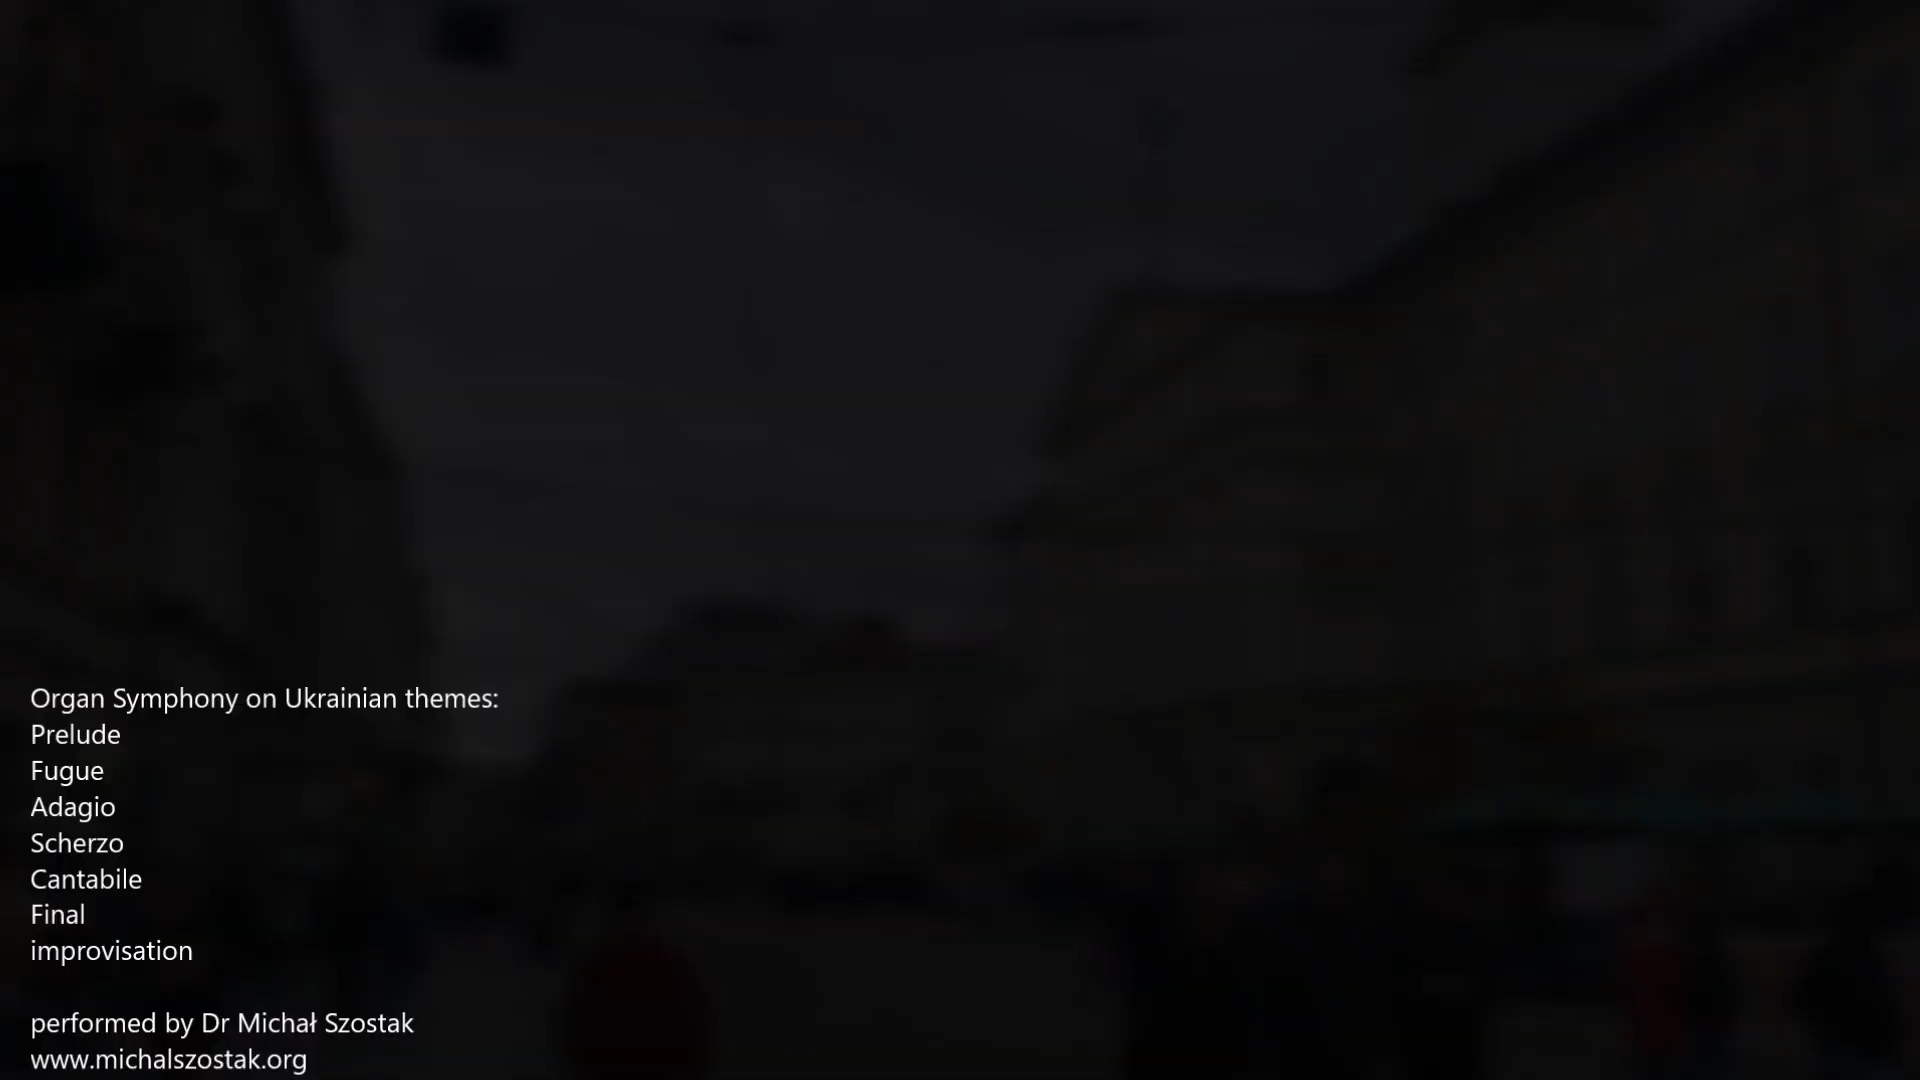 Organ Symphony on Ukrainian themes:
Prelude
Fugue
Adagio
Scherzo
Cantabile
Final
improvisation
performed by Dr Michał Szostak
www.michalszostak.org